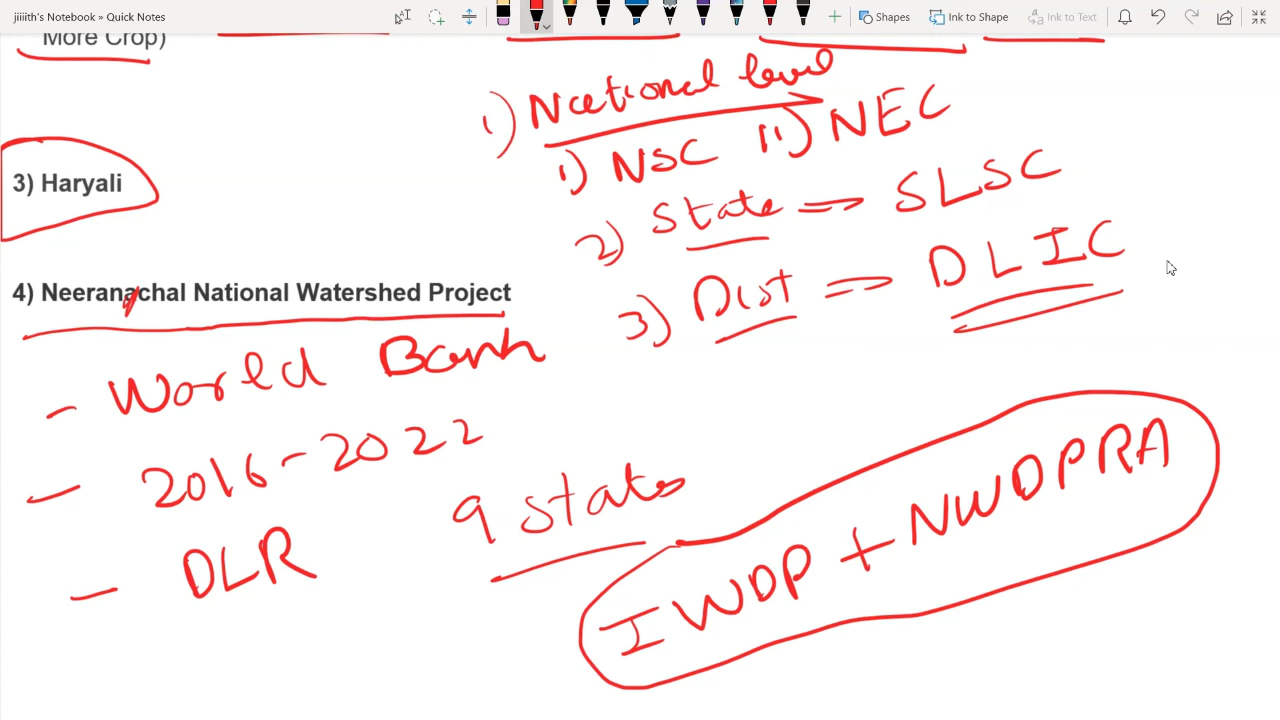 jiiiith's Notebook » Quick Notes
Shapes
Ink to Shape
Ink to Text
More Crop)
1) National level
1) NSC 11) NEC
3) Haryali
2) State => SLSC
3) Dist => DLIC
4) Neeranachal National Watershed Project
- World Bank
- 2016-2022
9 states
- DLR
IWDP + NWDPRA